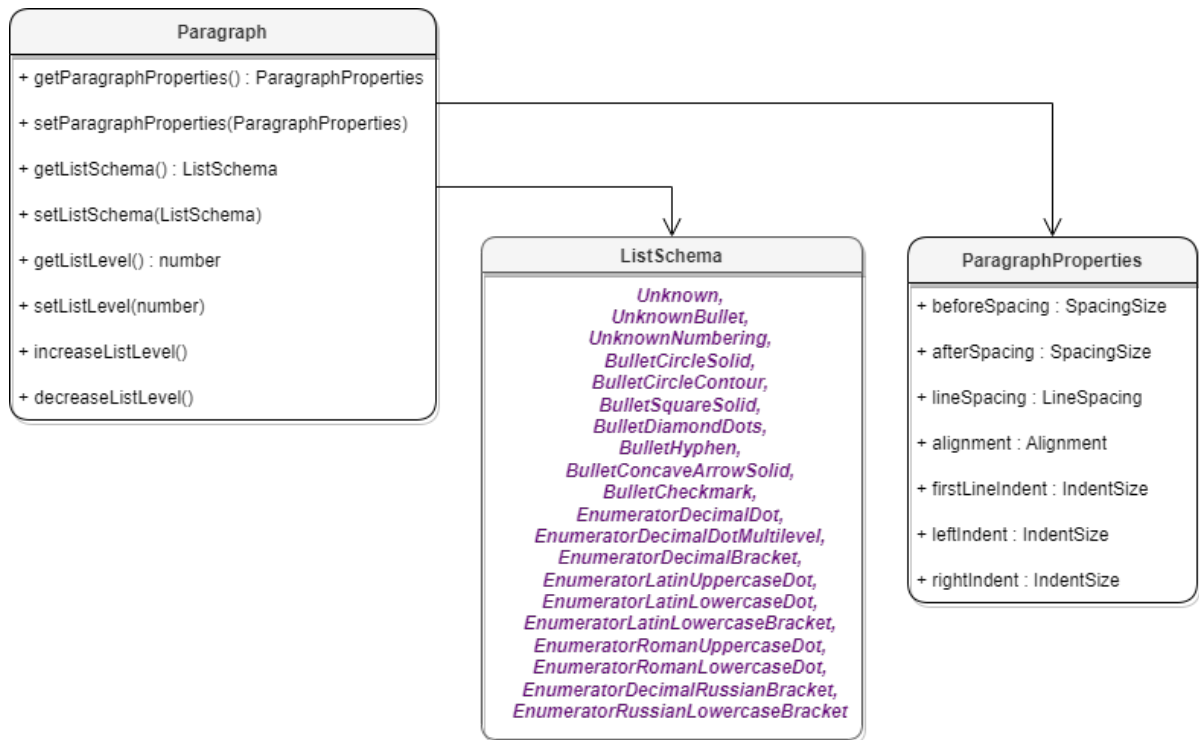 Paragraph
+ getParagraphProperties() : ParagraphProperties
+ setParagraphProperties(ParagraphProperties)
+ getListSchema() : ListSchema
+ setListSchema(ListSchema)
+ getListLevel() : number
+ setListLevel(number)
+ increaseListLevel()
+ decreaseListLevel()
ListSchema
Unknown,
UnknownBullet,
UnknownNumbering,
BulletCircleSolid,
BulletCircleContour,
BulletSquareSolid,
BulletDiamondDots,
BulletHyphen,
BulletConcaveArrowSolid,
BulletCheckmark,
EnumeratorDecimalDot,
EnumeratorDecimalDotMultilevel,
EnumeratorDecimalBracket,
EnumeratorLatinUppercaseDot,
EnumeratorLatinLowercaseDot,
EnumeratorLatinLowercaseBracket,
EnumeratorRomanUppercaseDot,
EnumeratorRomanLowercaseDot,
EnumeratorDecimalRussianBracket,
EnumeratorRussianLowercaseBracket
ParagraphProperties
+ beforeSpacing : SpacingSize
+ afterSpacing : SpacingSize
+ lineSpacing : LineSpacing
+ alignment : Alignment
+ firstLineIndent : IndentSize
+ leftIndent : IndentSize
+ rightIndent : IndentSize